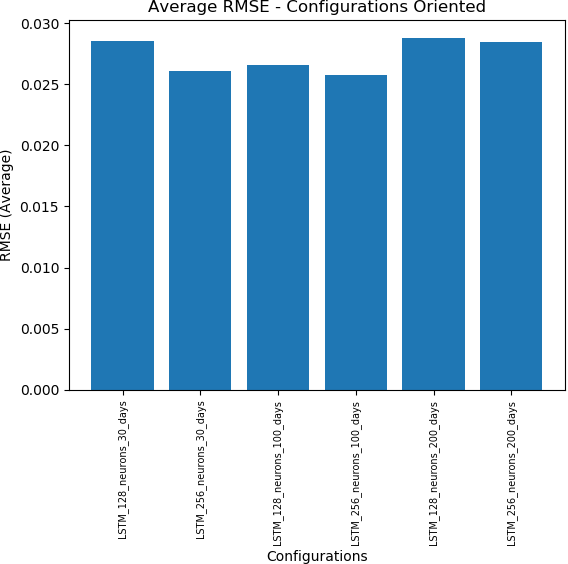 Average RMSE - Configurations Oriented
RMSE (Average)
0.030
0.025
0.020
0.015
0.010
0.005
0.000
LSTM_128_neurons_30_days
LSTM_256_neurons_30_days
LSTM_128_neurons_100_days
LSTM_256_neurons_100_days
LSTM_128_neurons_200_days
LSTM_256_neurons_200_days
Configurations